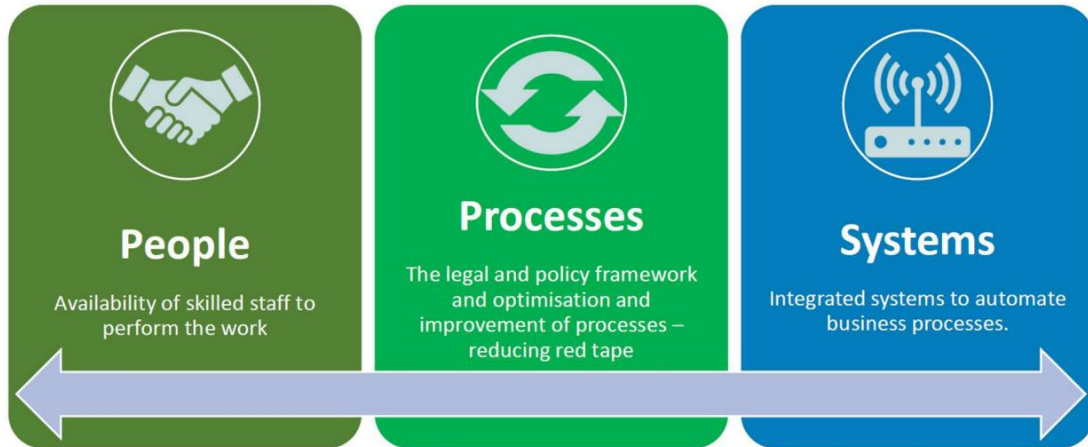 People
Availability of skilled staff to
perform the work
Processes
The legal and policy framework
and optimisation and
improvement of processes –
reducing red tape
Systems
Integrated systems to automate
business processes.